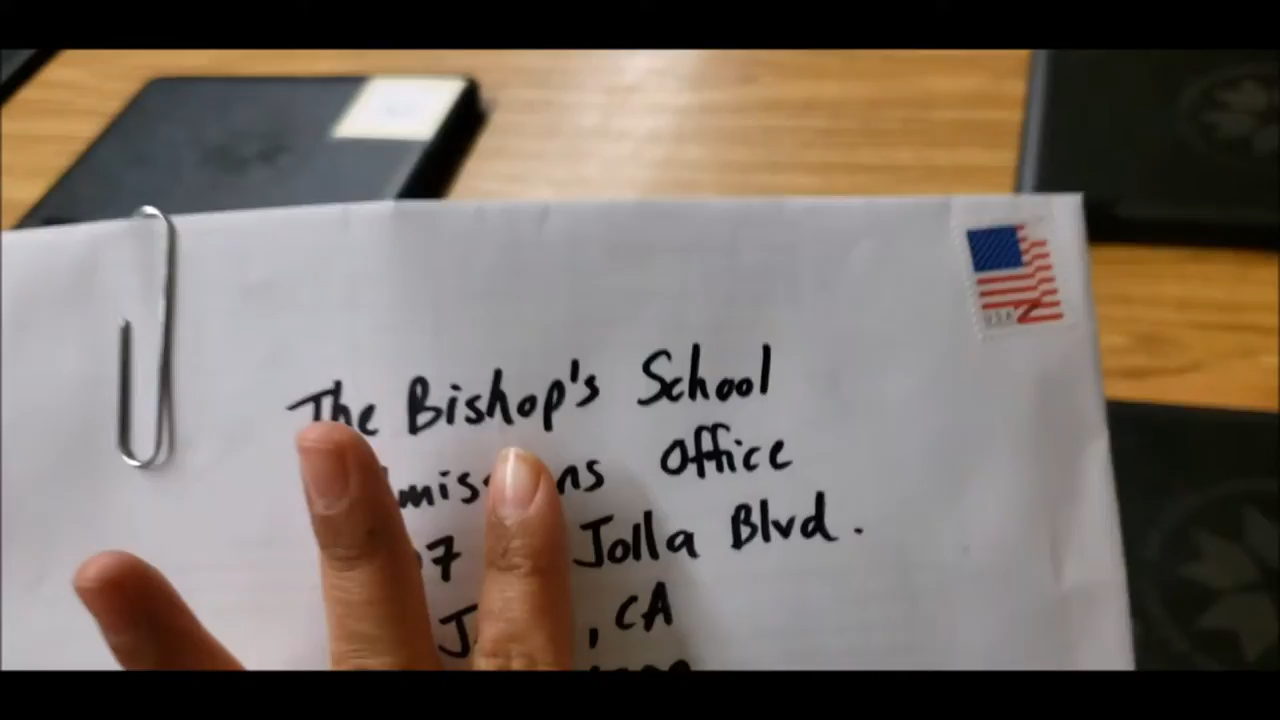 The Bishop's School
Office
Jolla Blvd.
, CA
USA